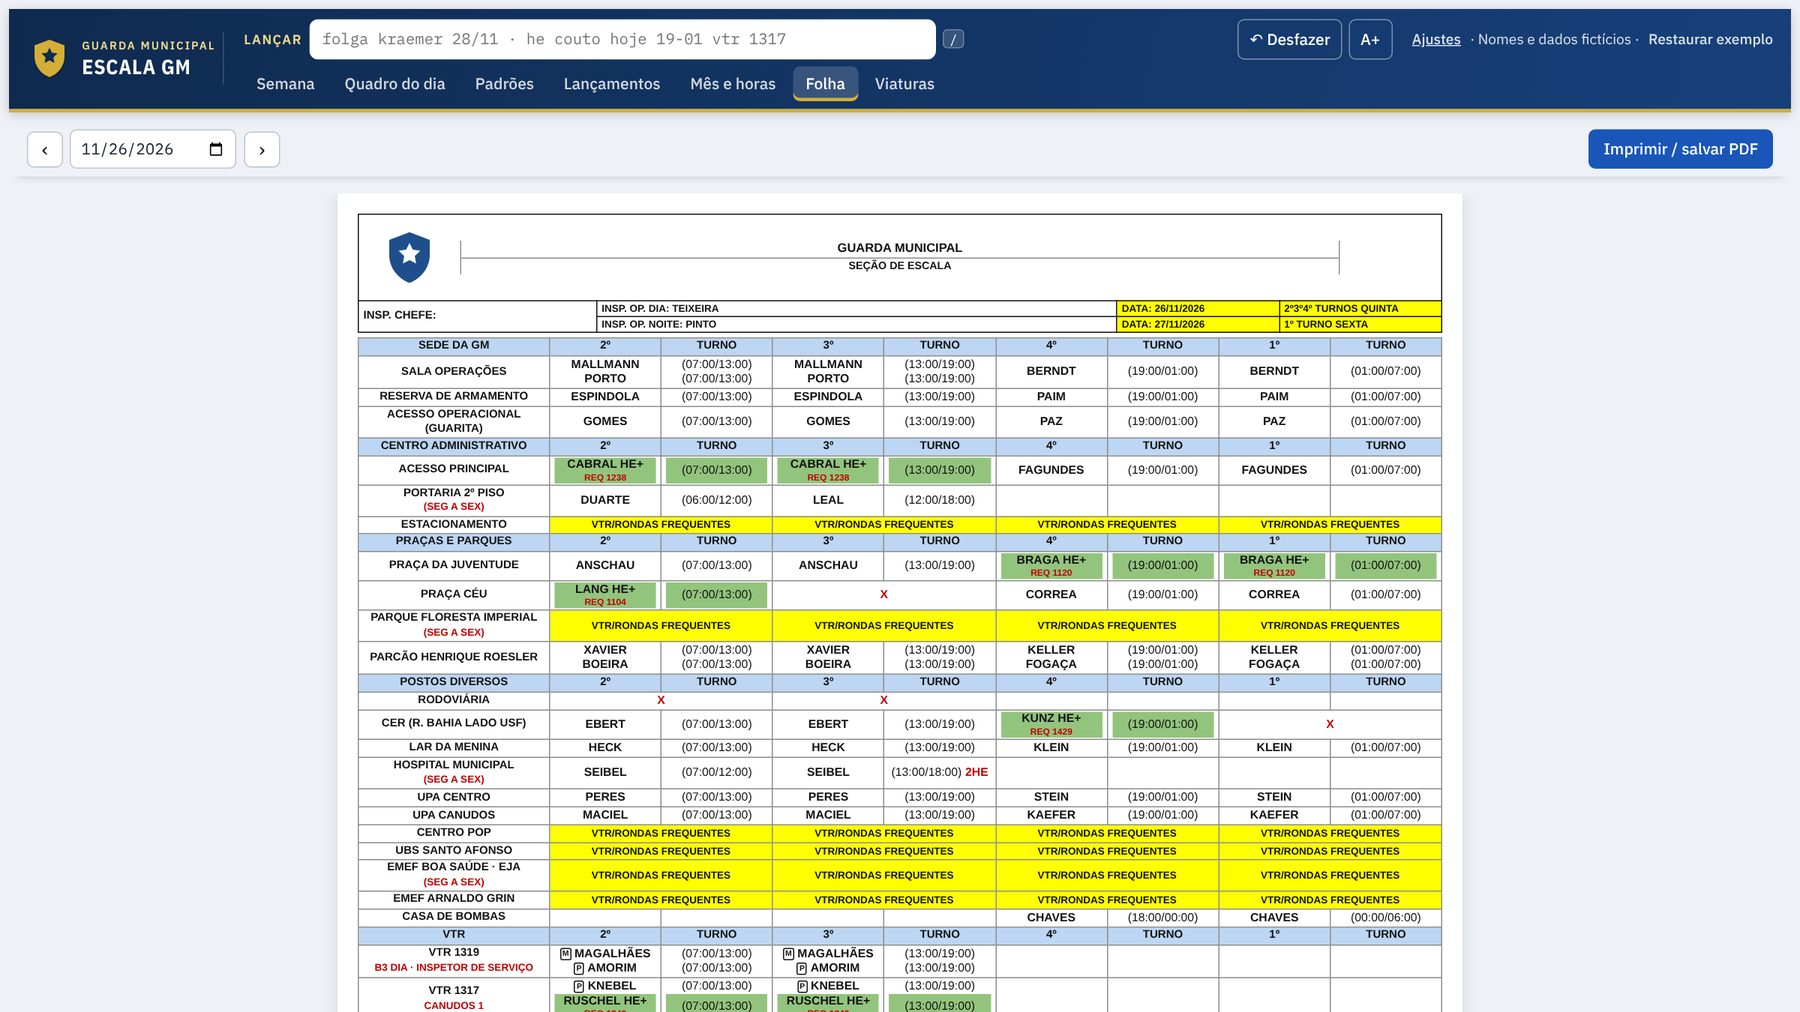 GUARDA MUNICIPAL
ESCALA GM
LANÇAR folga kraemer 28/11 · he couto hoje 19-01 vtr 1317 /
↶ Desfazer A+ Ajustes · Nomes e dados fictícios · Restaurar exemplo
Semana Quadro do dia Padrões Lançamentos Mês e horas Folha Viaturas
‹ 11/26/2026 › Imprimir / salvar PDF
GUARDA MUNICIPAL
SEÇÃO DE ESCALA
INSP. CHEFE:
INSP. OP. DIA: TEIXEIRA DATA: 26/11/2026 2º3º4º TURNOS QUINTA
INSP. OP. NOITE: PINTO DATA: 27/11/2026 1º TURNO SEXTA
SEDE DA GM 2º TURNO 3º TURNO 4º TURNO 1º TURNO
SALA OPERAÇÕES MALLMANN (07:00/13:00) MALLMANN (13:00/19:00) BERNDT (19:00/01:00) BERNDT (01:00/07:00)
PORTO (07:00/13:00) PORTO (13:00/19:00)
RESERVA DE ARMAMENTO ESPINDOLA (07:00/13:00) ESPINDOLA (13:00/19:00) PAIM (19:00/01:00) PAIM (01:00/07:00)
ACESSO OPERACIONAL
(GUARITA) GOMES (07:00/13:00) GOMES (13:00/19:00) PAZ (19:00/01:00) PAZ (01:00/07:00)
CENTRO ADMINISTRATIVO 2º TURNO 3º TURNO 4º TURNO 1º TURNO
ACESSO PRINCIPAL CABRAL HE+ (07:00/13:00) CABRAL HE+ (13:00/19:00) FAGUNDES (19:00/01:00) FAGUNDES (01:00/07:00)
REQ 1238 REQ 1238
PORTARIA 2º PISO
(SEG A SEX) DUARTE (06:00/12:00) LEAL (12:00/18:00)
ESTACIONAMENTO VTR/RONDAS FREQUENTES VTR/RONDAS FREQUENTES VTR/RONDAS FREQUENTES VTR/RONDAS FREQUENTES
PRAÇAS E PARQUES 2º TURNO 3º TURNO 4º TURNO 1º TURNO
PRAÇA DA JUVENTUDE ANSCHAU (07:00/13:00) ANSCHAU (13:00/19:00) BRAGA HE+ (19:00/01:00) BRAGA HE+ (01:00/07:00)
REQ 1120 REQ 1120
PRAÇA CÉU LANG HE+ (07:00/13:00) X CORREA (19:00/01:00) CORREA (01:00/07:00)
REQ 1104
PARQUE FLORESTA IMPERIAL
(SEG A SEX) VTR/RONDAS FREQUENTES VTR/RONDAS FREQUENTES VTR/RONDAS FREQUENTES VTR/RONDAS FREQUENTES
PARCÃO HENRIQUE ROESLER XAVIER (07:00/13:00) XAVIER (13:00/19:00) KELLER (19:00/01:00) KELLER (01:00/07:00)
BOEIRA (07:00/13:00) BOEIRA (13:00/19:00) FOGAÇA (19:00/01:00) FOGAÇA (01:00/07:00)
POSTOS DIVERSOS 2º TURNO 3º TURNO 4º TURNO 1º TURNO
RODOVIÁRIA X X
CER (R. BAHIA LADO USF) EBERT (07:00/13:00) EBERT (13:00/19:00) KUNZ HE+ (19:00/01:00) X
REQ 1429
LAR DA MENINA HECK (07:00/13:00) HECK (13:00/19:00) KLEIN (19:00/01:00) KLEIN (01:00/07:00)
HOSPITAL MUNICIPAL
(SEG A SEX) SEIBEL (07:00/12:00) SEIBEL (13:00/18:00) 2HE
UPA CENTRO PERES (07:00/13:00) PERES (13:00/19:00) STEIN (19:00/01:00) STEIN (01:00/07:00)
UPA CANUDOS MACIEL (07:00/13:00) MACIEL (13:00/19:00) KAEFER (19:00/01:00) KAEFER (01:00/07:00)
CENTRO POP VTR/RONDAS FREQUENTES VTR/RONDAS FREQUENTES VTR/RONDAS FREQUENTES VTR/RONDAS FREQUENTES
UBS SANTO AFONSO VTR/RONDAS FREQUENTES VTR/RONDAS FREQUENTES VTR/RONDAS FREQUENTES VTR/RONDAS FREQUENTES
EMEF BOA SAÚDE · EJA
(SEG A SEX) VTR/RONDAS FREQUENTES VTR/RONDAS FREQUENTES VTR/RONDAS FREQUENTES VTR/RONDAS FREQUENTES
EMEF ARNALDO GRIN VTR/RONDAS FREQUENTES VTR/RONDAS FREQUENTES VTR/RONDAS FREQUENTES VTR/RONDAS FREQUENTES
CASA DE BOMBAS CHAVES (18:00/00:00) CHAVES (00:00/06:00)
VTR 2º TURNO 3º TURNO 4º TURNO 1º TURNO
VTR 1319 M MAGALHÃES (07:00/13:00) M MAGALHÃES (13:00/19:00)
B3 DIA · INSPETOR DE SERVIÇO P AMORIM (07:00/13:00) P AMORIM (13:00/19:00)
VTR 1317 P KNEBEL (07:00/13:00) P KNEBEL (13:00/19:00)
CANUDOS 1 RUSCHEL HE+ (07:00/13:00) RUSCHEL HE+ (13:00/19:00)